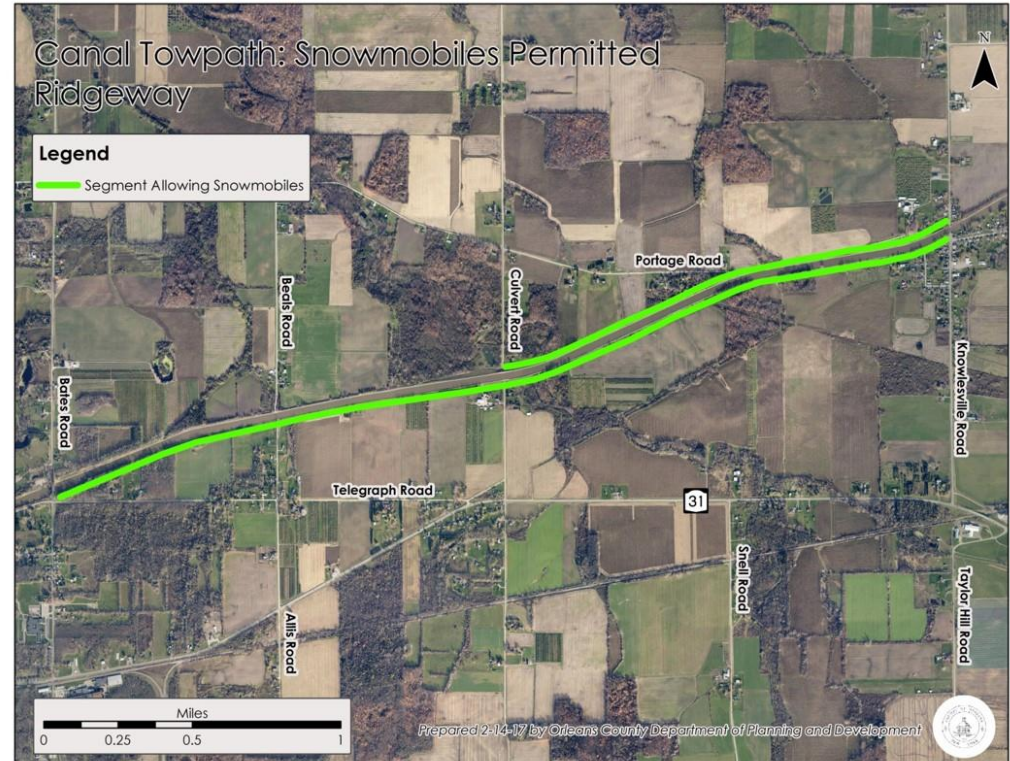 Canal Towpath: Snowmobiles Permitted
Ridgeway
N
Legend
Segment Allowing Snowmobiles
Portage Road
Culvert Road
Beals Road
Bates Road
Knowlesville Road
Telegraph Road
31
Snell Road
Taylor Hill Road
Allis Road
Miles
0 0.25 0.5 1
Prepared 2-14-17 by Orleans County Department of Planning and Development